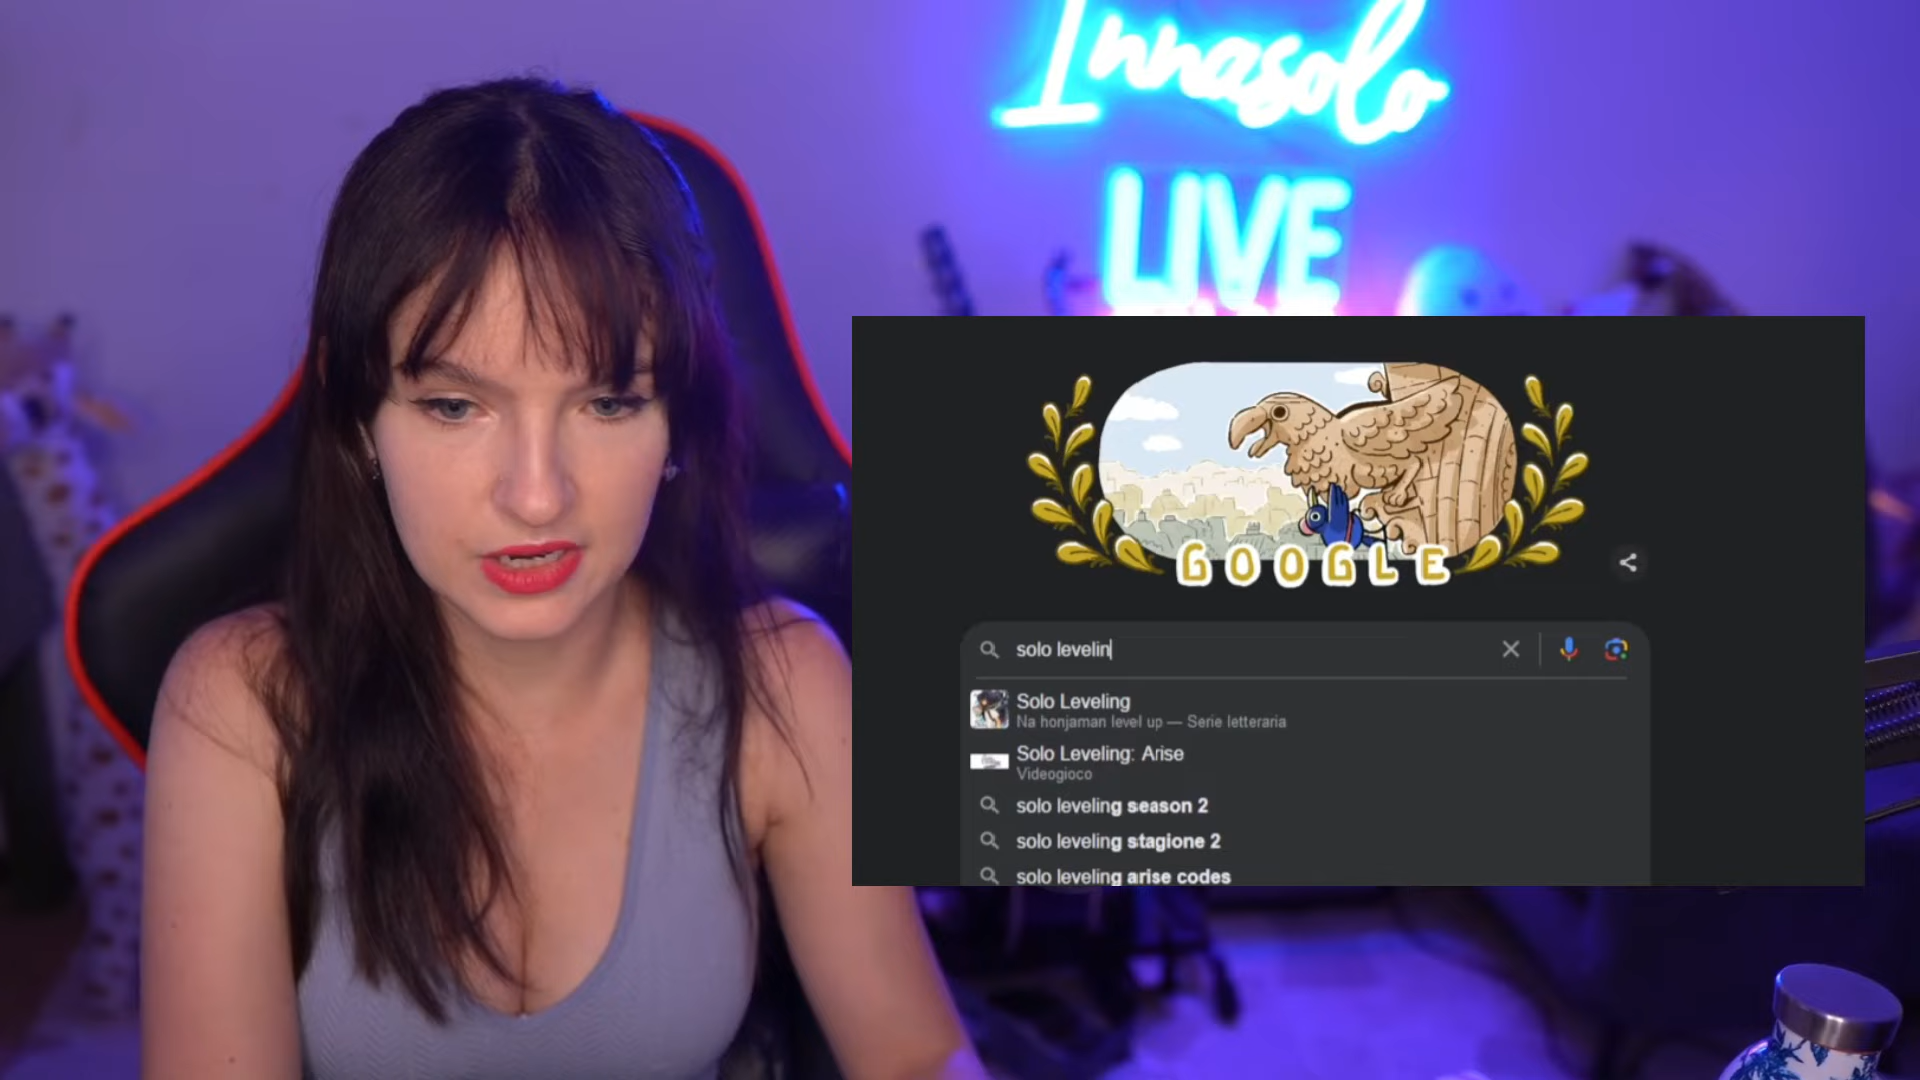 Innasolo
LIVE
GOOGLE
solo levelin
Solo Leveling
Na honjaman level up — Serie letteraria
Solo Leveling: Arise
Videogioco
solo leveling season 2
solo leveling stagione 2
solo leveling arise codes